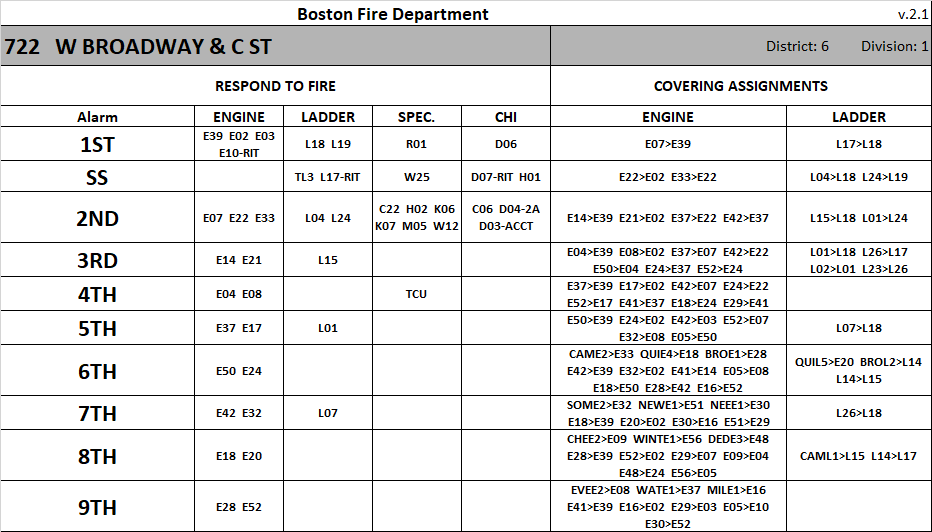 Boston Fire Department v.2.1
722 W BROADWAY & C ST District: 6 Division: 1
RESPOND TO FIRE COVERING ASSIGNMENTS
Alarm ENGINE LADDER SPEC. CHI ENGINE LADDER
1ST E39 E02 E03 L18 L19 R01 D06 E07>E39 L17>L18
E10-RIT
SS TL3 L17-RIT W25 D07-RIT H01 E22>E02 E33>E22 L04>L18 L24>L19
2ND E07 E22 E33 L04 L24 C22 H02 K06 C06 D04-2A E14>E39 E21>E02 E37>E22 E42>E37 L15>L18 L01>L24
K07 M05 W12 D03-ACCT
3RD E14 E21 L15 E04>E39 E08>E02 E37>E07 E42>E22 L01>L18 L26>L17
E50>E04 E24>E37 E52>E24 L02>L01 L23>L26
4TH E04 E08 TCU E37>E39 E17>E02 E42>E07 E24>E22
E52>E17 E41>E37 E18>E24 E29>E41
5TH E37 E17 L01 E50>E39 E24>E02 E42>E03 E52>E07 L07>L18
E32>E08 E05>E50
6TH E50 E24 CAME2>E33 QUIE4>E18 BROE1>E28 QUIL5>E20 BROL2>L14
E42>E39 E32>E02 E41>E14 E05>E08 L14>L15
E18>E50 E28>E42 E16>E52
7TH E42 E32 L07 SOME2>E32 NEWE1>E51 NEEE1>E30 L26>L18
E18>E39 E20>E02 E30>E16 E51>E29
8TH E18 E20 CHEE2>E09 WINTE1>E56 DEDE3>E48 CAML1>L15 L14>L17
E28>E39 E52>E02 E29>E07 E09>E04
E48>E24 E56>E05
9TH E28 E52 EVEE2>E08 WATE1>E37 MILE1>E16
E41>E39 E16>E02 E29>E03 E05>E10
E30>E52